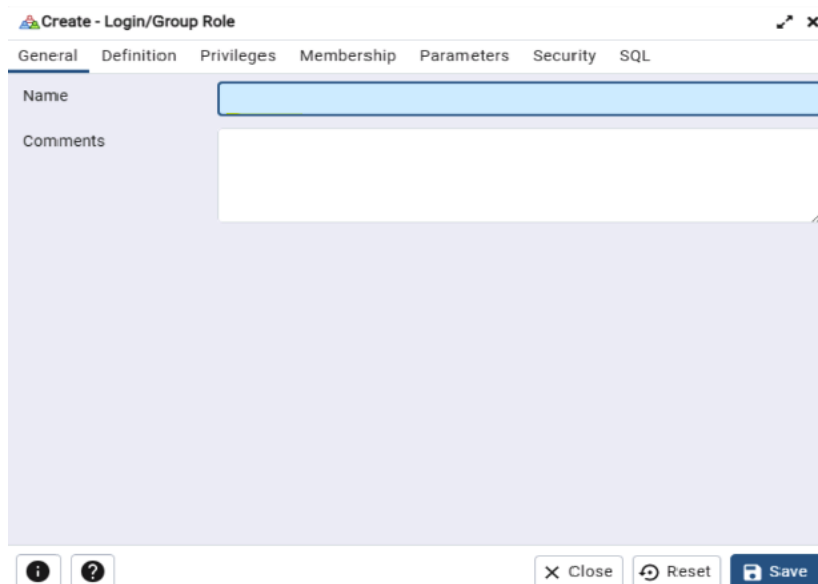 Create - Login/Group Role
General Definition Privileges Membership Parameters Security SQL
Name
Comments
Close Reset Save